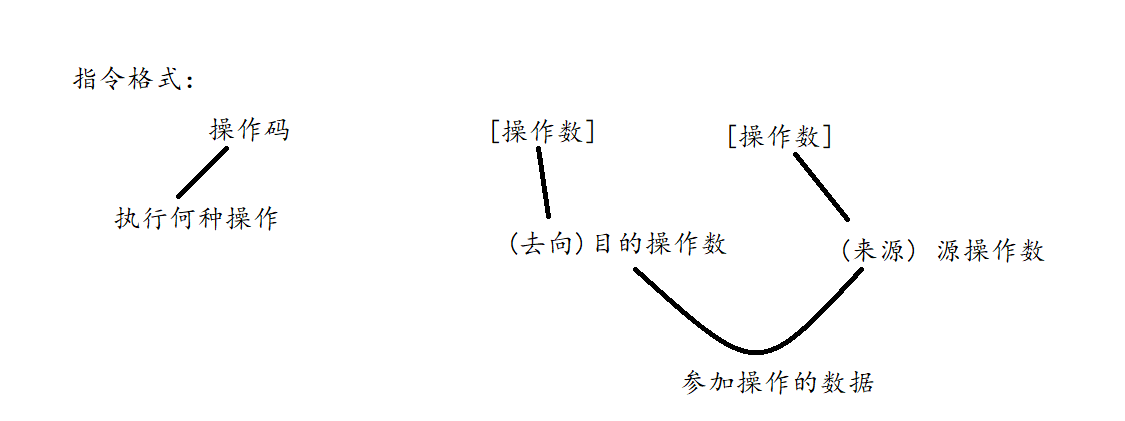 指令格式：
操作码 [操作数] [操作数]
执行何种操作
(去向)目的操作数 (来源) 源操作数
参加操作的数据